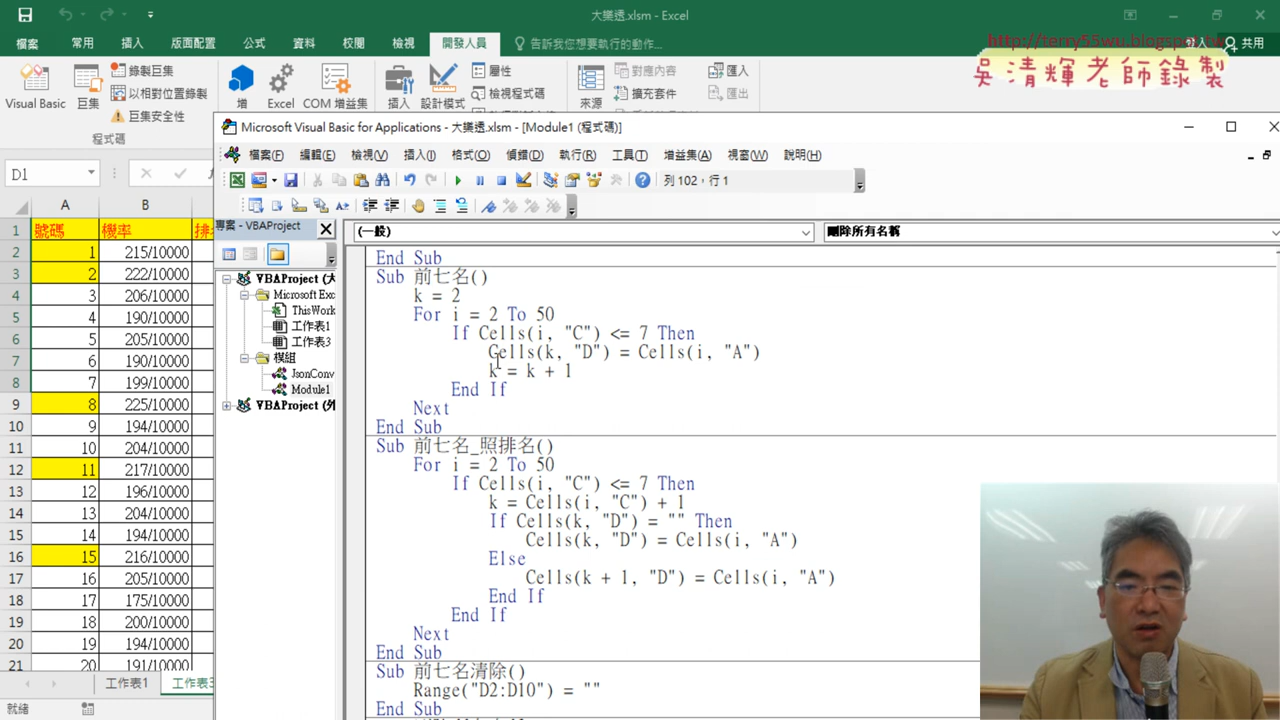 大樂透.xlsm - Excel
檔案 常用 插入 版面配置 公式 資料 校閱 檢視 開發人員 告訴我您想要執行的動作... 登入 共用
http://terry55wu.blogspot.tw
吳清輝老師錄製
Visual Basic 巨集 錄製巨集 以相對位置錄製 巨集安全性 增 Excel COM 增益集 插入 設計模式 屬性 檢視程式碼 來源 對應內容 擴充套件 匯入 匯出
程式碼
Microsoft Visual Basic for Applications - 大樂透.xlsm - [Module1 (程式碼)]
檔案(F) 編輯(E) 檢視(V) 插入(I) 格式(O) 偵錯(D) 執行(R) 工具(T) 增益集(A) 視窗(W) 說明(H)
列 102，行 1
D1
專案 - VBAProject
VBAProject (大
Microsoft Exc
ThisWork
工作表1
工作表3
模組
JsonConv
Module1
VBAProject (外
(一般) 刪除所有名稱
A B
1 號碼 機率
2 1 215/10000
3 2 222/10000
4 3 206/10000
5 4 190/10000
6 5 205/10000
7 6 190/10000
8 7 199/10000
9 8 225/10000
10 9 194/10000
11 10 204/10000
12 11 217/10000
13 12 196/10000
14 13 204/10000
15 14 194/10000
16 15 216/10000
17 16 205/10000
18 17 175/10000
19 18 200/10000
20 19 194/10000
21 20 191/10000
End Sub
Sub 前七名()
k = 2
For i = 2 To 50
If Cells(i, "C") <= 7 Then
Cells(k, "D") = Cells(i, "A")
k = k + 1
End If
Next
End Sub
Sub 前七名_照排名()
For i = 2 To 50
If Cells(i, "C") <= 7 Then
k = Cells(i, "C") + 1
If Cells(k, "D") = "" Then
Cells(k, "D") = Cells(i, "A")
Else
Cells(k + 1, "D") = Cells(i, "A")
End If
End If
Next
End Sub
Sub 前七名清除()
Range("D2:D10") = ""
End Sub
工作表1 工作表3
就緒